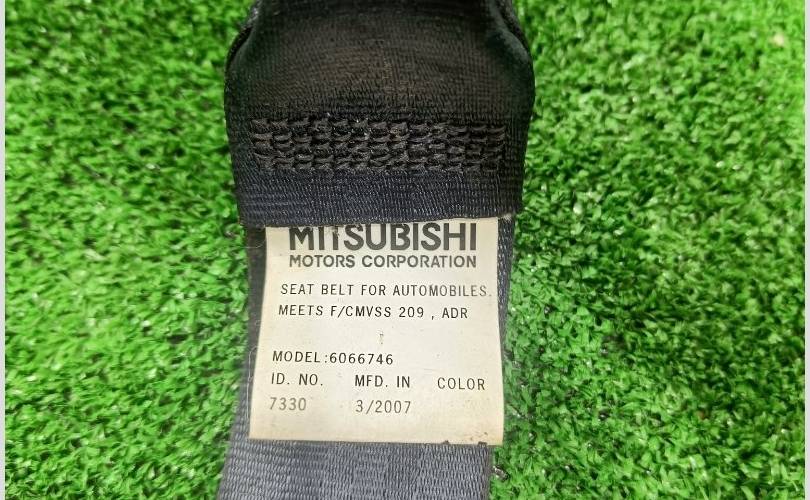 MITSUBISHI
MOTORS CORPORATION
SEAT BELT FOR AUTOMOBILES.
MEETS F/CMVSS 209 , ADR
MODEL:6066746
ID. NO. MFD. IN COLOR
7330 3/2007